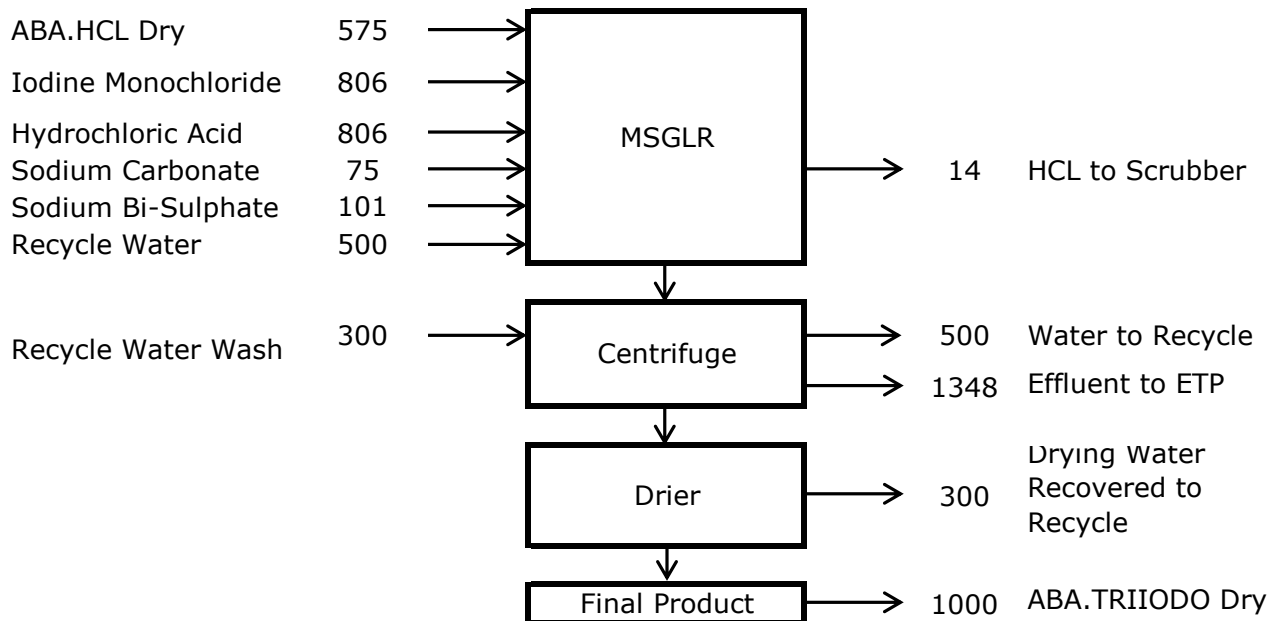 ABA.HCL Dry 575
Iodine Monochloride 806
Hydrochloric Acid 806
MSGLR
Sodium Carbonate 75
14 HCL to Scrubber
Sodium Bi-Sulphate 101
Recycle Water 500
Recycle Water Wash 300
Centrifuge
500 Water to Recycle
1348 Effluent to ETP
Drier
300
Drying Water
Recovered to
Recycle
Final Product
1000 ABA.TRIIODO Dry